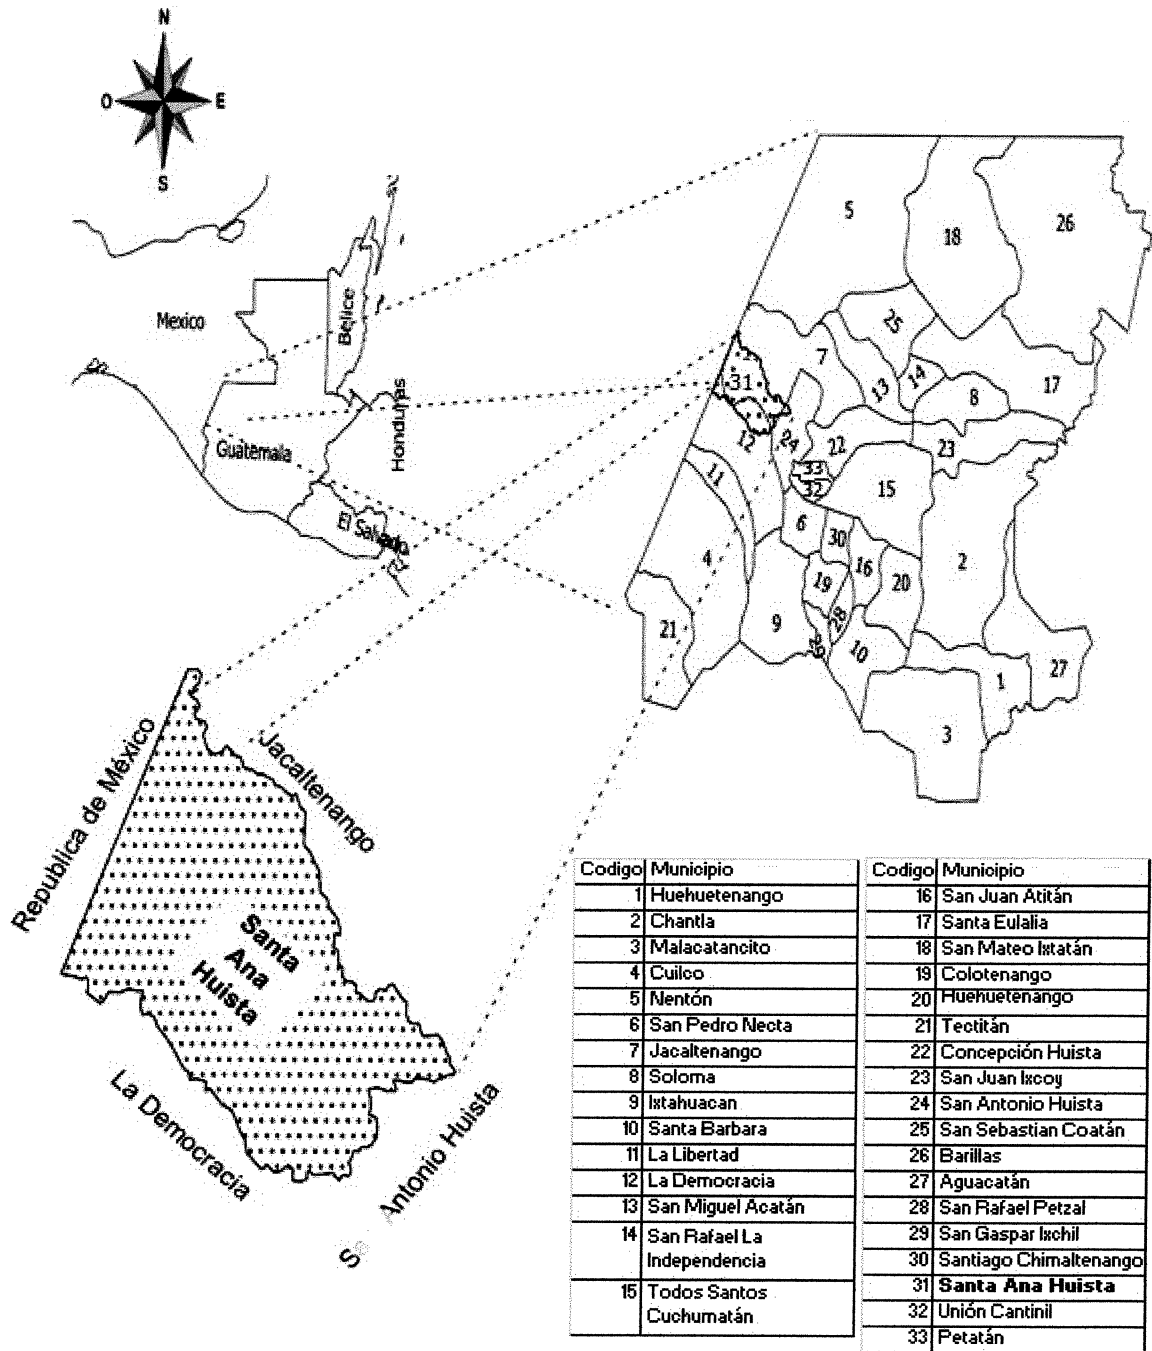 N
O
E
S
Mexico
Belice
Honduras
Guatemala
El Salvador
5
18
26
25
7
31
13
14
8
17
12
24
22
23
11
33
32
15
6
30
4
16
2
19
20
21
9
28
29
10
27
1
3
Republica de México
Jacaltenango
Santa
Ana
Huista
La Democracia
Antonio Huista
Codigo Municipio
1 Huehuetenango
2 Chantla
3 Malacatancito
4 Cuilco
5 Nentón
6 San Pedro Necta
7 Jacaltenango
8 Soloma
9 Ixtahuacan
10 Santa Barbara
11 La Libertad
12 La Democracia
13 San Miguel Acatán
14 San Rafael La
Independencia
15 Todos Santos
Cuchumatán
Codigo Municipio
16 San Juan Atitán
17 Santa Eulalia
18 San Mateo Ixtatán
19 Colotenango
20 Huehuetenango
21 Tectitán
22 Concepción Huista
23 San Juan Ixcoy
24 San Antonio Huista
25 San Sebastian Coatán
26 Barillas
27 Aguacatán
28 San Rafael Petzal
29 San Gaspar Ixchil
30 Santiago Chimaltenango
31 Santa Ana Huista
32 Unión Cantinil
33 Petatán